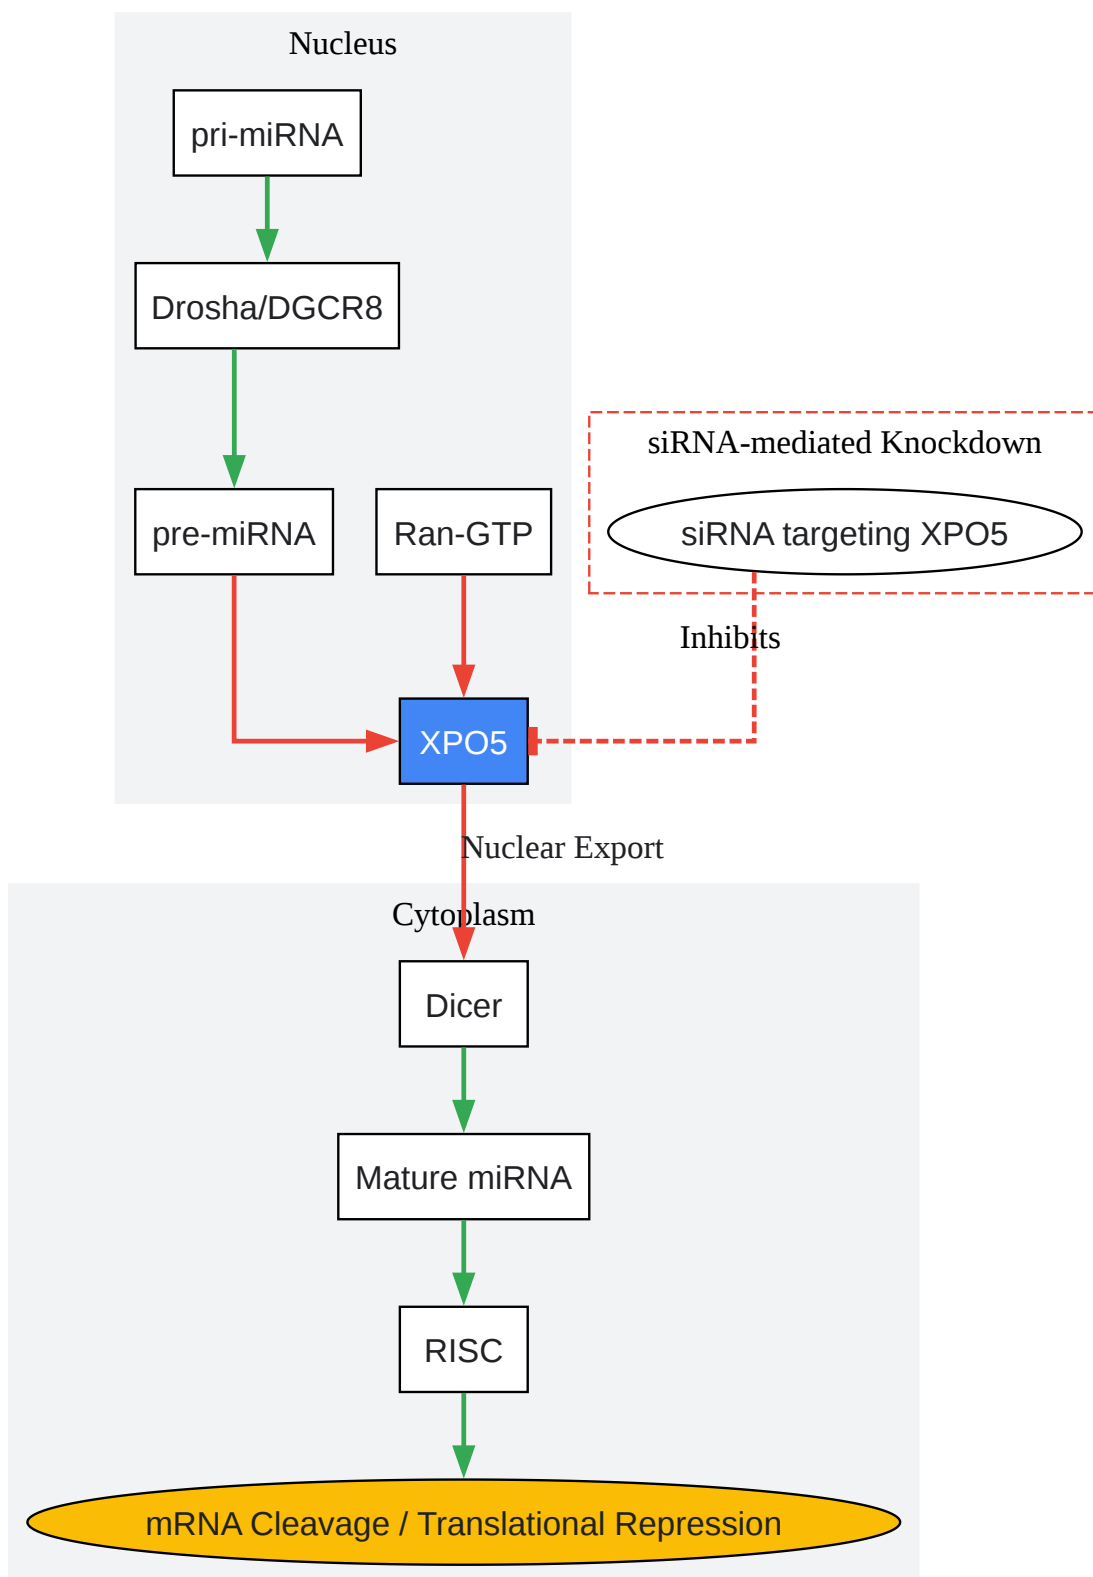 Nucleus
pri-miRNA
Drosha/DGCR8
siRNA-mediated Knockdown
pre-miRNA
Ran-GTP
siRNA targeting XPO5
Inhibits
XPO5
Nuclear Export
Cytoplasm
Dicer
Mature miRNA
RISC
mRNA Cleavage / Translational Repression